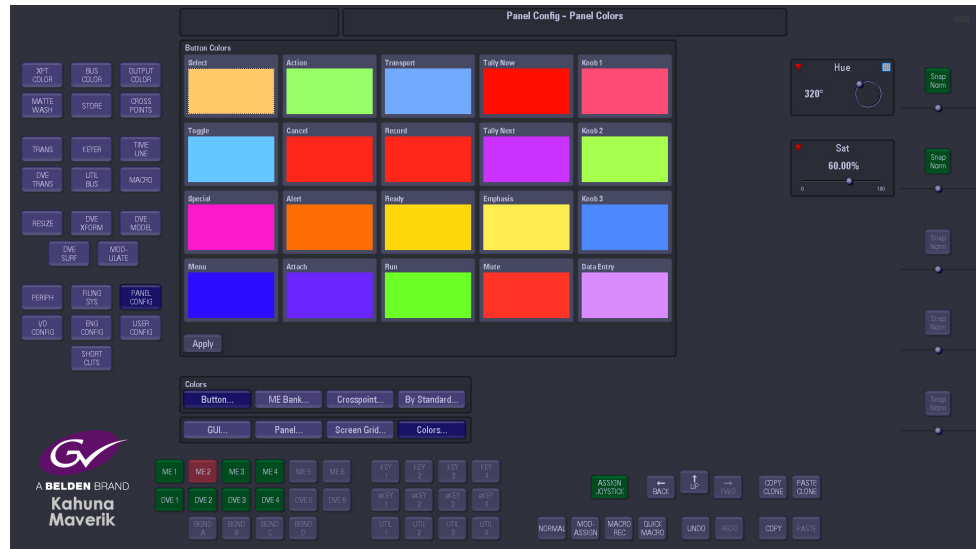 Panel Config - Panel Colors
Button Colors
Select
Action
Transport
Tally Now
Knob 1
Toggle
Cancel
Record
Tally Next
Knob 2
Special
Alert
Ready
Emphasis
Knob 3
Menu
Attach
Run
Mute
Data Entry
Apply
Colors
Button...
ME Bank...
Crosspoint...
By Standard...
GUI...
Panel...
Screen Grid...
Colors...
XPT
COLOR
BUS
COLOR
OUTPUT
COLOR
MATTE
WASH
STORE
CROSS
POINTS
TRANS
KEYER
TIME
LINE
DVE
TRANS
UTIL
BUS
MACRO
RESIZE
DVE
XFORM
DVE
MODEL
DVE
SURF
MOD-
ULATE
PERIPH
FILING
SYS
PANEL
CONFIG
I/O
CONFIG
ENG
CONFIG
USER
CONFIG
SHORT
CUTS
Hue
320°
Snap
Norm
Sat
60.00%
0
100
Snap
Norm
Snap
Norm
Snap
Norm
Snap
Norm
GV
A BELDEN BRAND
Kahuna
Maverik
ME 1
ME 2
ME 3
ME 4
ME 5
ME 6
KEY
1
KEY
2
KEY
3
KEY
4
DVE 1
DVE 2
DVE 3
DVE 4
DVE 5
DVE 6
øKEY
1
øKEY
2
øKEY
3
øKEY
4
BGND
A
BGND
B
BGND
C
BGND
D
UTIL
1
UTIL
2
UTIL
3
UTIL
4
ASSIGN
JOYSTICK
BACK
UP
FWD
COPY
CLONE
PASTE
CLONE
NORMAL
MOD-
ASSIGN
MACRO
REC
QUICK
MACRO
UNDO
REDO
COPY
PASTE